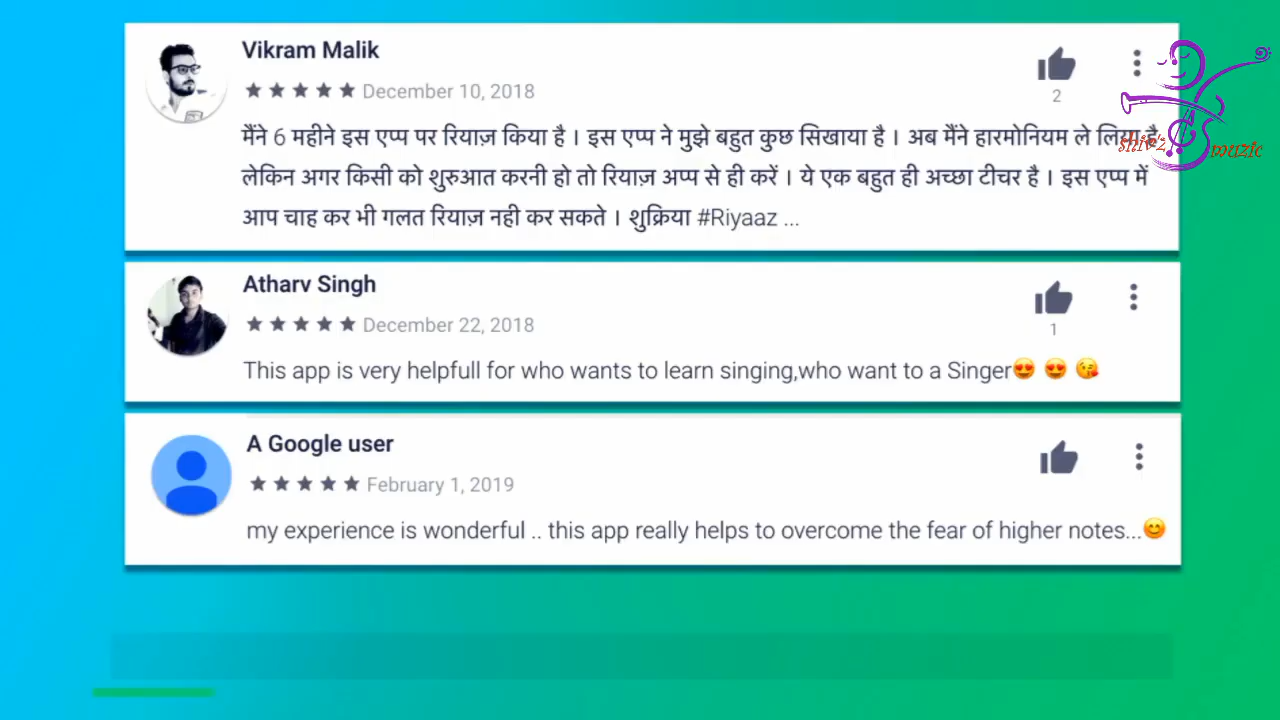 Vikram Malik
December 10, 2018
2
मैंने 6 महीने इस एप्प पर रियाज़ किया है । इस एप्प ने मुझे बहुत कुछ सिखाया है । अब मैंने हारमोनियम ले लिया है
लेकिन अगर किसी को शुरुआत करनी हो तो रियाज़ अप्प से ही करें । ये एक बहुत ही अच्छा टीचर है । इस एप्प में
आप चाह कर भी गलत रियाज़ नही कर सकते । शुक्रिया #Riyaaz ...
Atharv Singh
December 22, 2018
1
This app is very helpfull for who wants to learn singing,who want to a Singer😍 😍 😘
A Google user
February 1, 2019
my experience is wonderful .. this app really helps to overcome the fear of higher notes...😊
shiv'z muzic